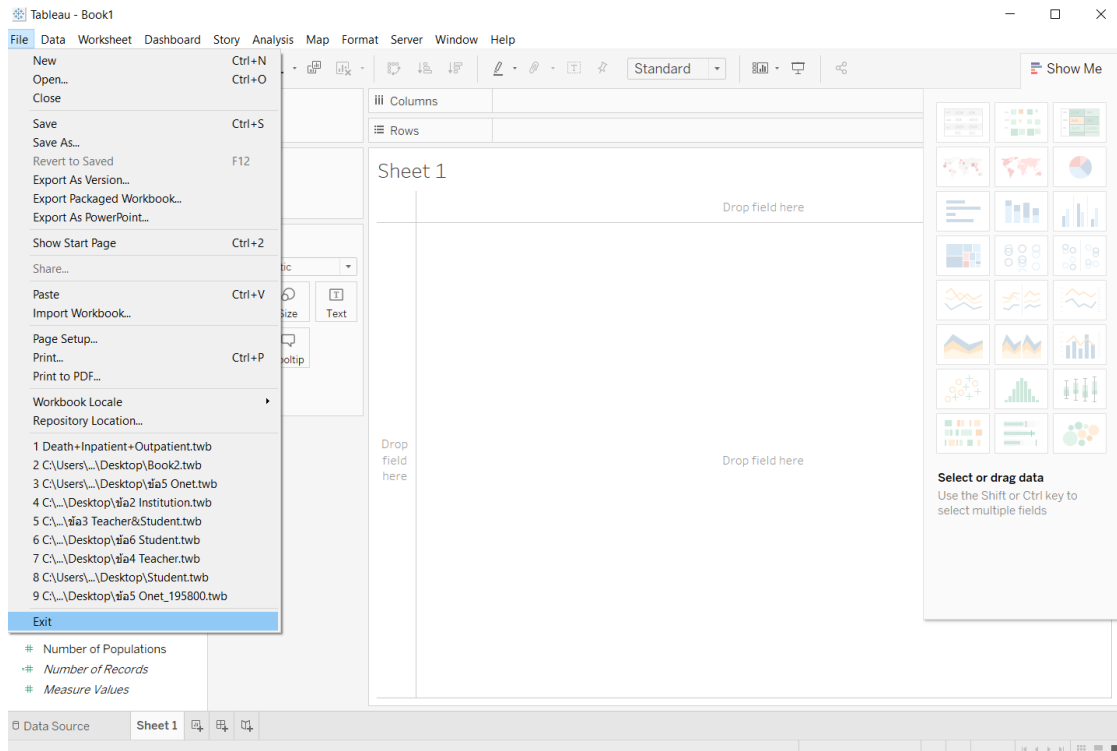 Tableau - Book1
File Data Worksheet Dashboard Story Analysis Map Format Server Window Help
New Ctrl+N
Open... Ctrl+O
Close
Save Ctrl+S
Save As...
Revert to Saved F12
Export As Version...
Export Packaged Workbook...
Export As PowerPoint...
Show Start Page Ctrl+2
Share...
Paste Ctrl+V
Import Workbook...
Page Setup...
Print... Ctrl+P
Print to PDF...
Workbook Locale
Repository Location...
1 Death+Inpatient+Outpatient.twb
2 C:\Users\...\Desktop\Book2.twb
3 C:\Users\...\Desktop\ข้อ5 Onet.twb
4 C:\...\Desktop\ข้อ2 Institution.twb
5 C:\...\ข้อ3 Teacher&Student.twb
6 C:\...\Desktop\ข้อ6 Student.twb
7 C:\...\Desktop\ข้อ4 Teacher.twb
8 C:\Users\...\Desktop\Student.twb
9 C:\...\Desktop\ข้อ5 Onet_195800.twb
Exit
Number of Populations
Number of Records
Measure Values
Standard
Show Me
Columns
Rows
Sheet 1
Drop field here
tic
Size
Text
ooltip
Drop
field
here
Drop field here
Select or drag data
Use the Shift or Ctrl key to
select multiple fields
Data Source
Sheet 1